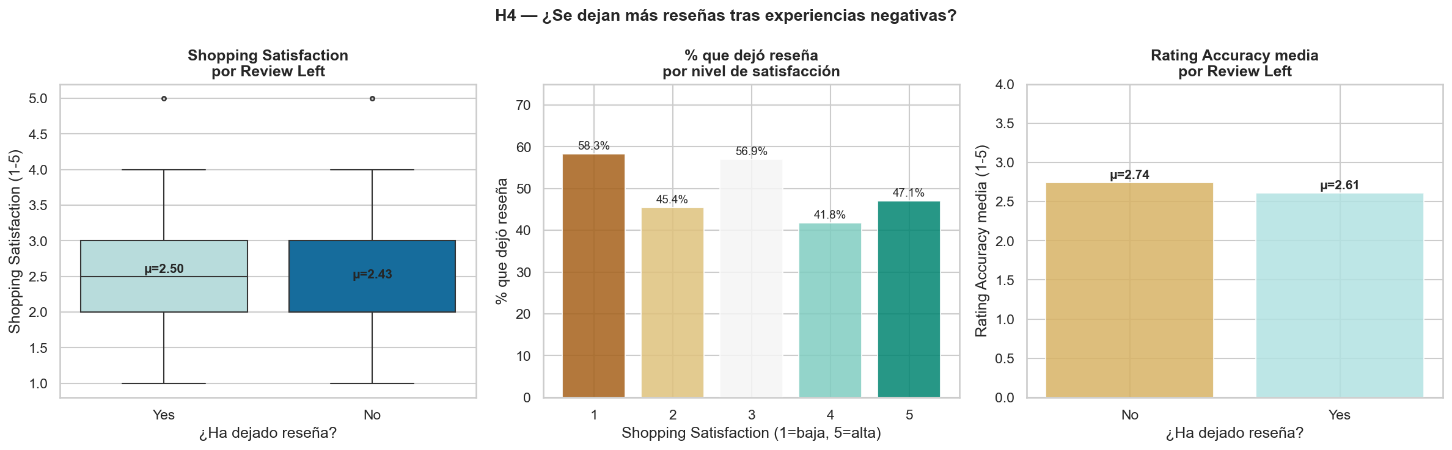 H4 — ¿Se dejan más reseñas tras experiencias negativas?
Shopping Satisfaction
por Review Left
5.0
4.5
4.0
3.5
3.0
2.5
2.0
1.5
1.0
Shopping Satisfaction (1-5)
μ=2.50
μ=2.43
Yes
No
¿Ha dejado reseña?
% que dejó reseña
por nivel de satisfacción
70
60
50
40
30
20
10
0
% que dejó reseña
58.3%
45.4%
56.9%
41.8%
47.1%
1
2
3
4
5
Shopping Satisfaction (1=baja, 5=alta)
Rating Accuracy media
por Review Left
4.0
3.5
3.0
2.5
2.0
1.5
1.0
0.5
0.0
Rating Accuracy media (1-5)
μ=2.74
μ=2.61
No
Yes
¿Ha dejado reseña?